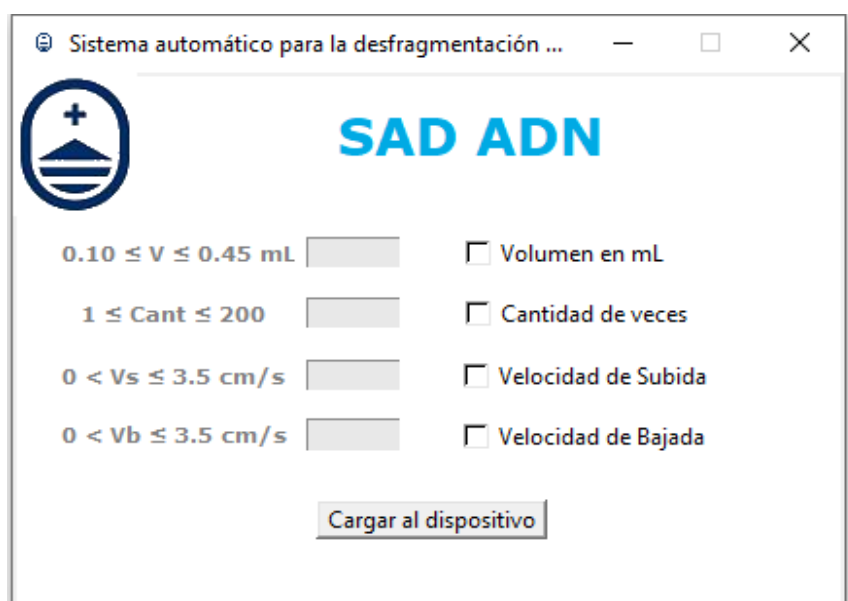 Sistema automático para la desfragmentación ...
SAD ADN
0.10 ≤ V ≤ 0.45 mL Volumen en mL
1 ≤ Cant ≤ 200 Cantidad de veces
0 < Vs ≤ 3.5 cm/s Velocidad de Subida
0 < Vb ≤ 3.5 cm/s Velocidad de Bajada
Cargar al dispositivo